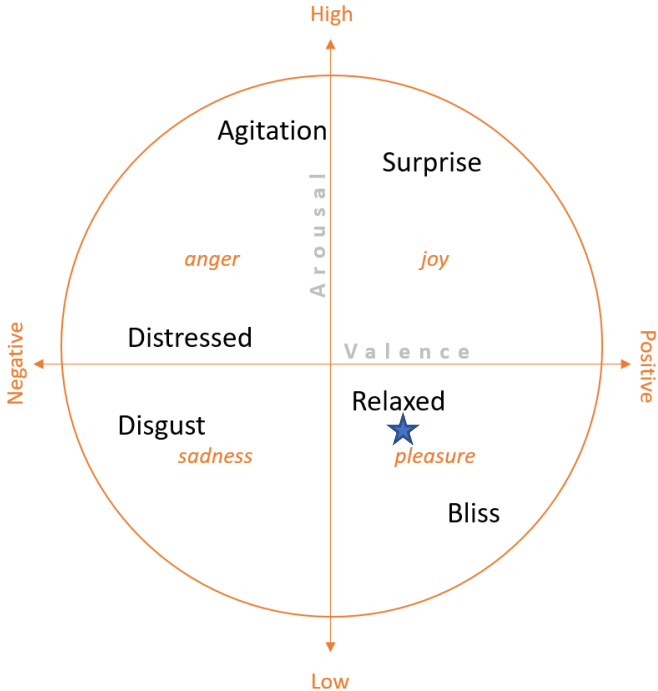 High
Agitation
Surprise
Arousal
anger
joy
Distressed
Valence
Negative
Positive
Relaxed
Disgust
sadness
pleasure
Bliss
Low